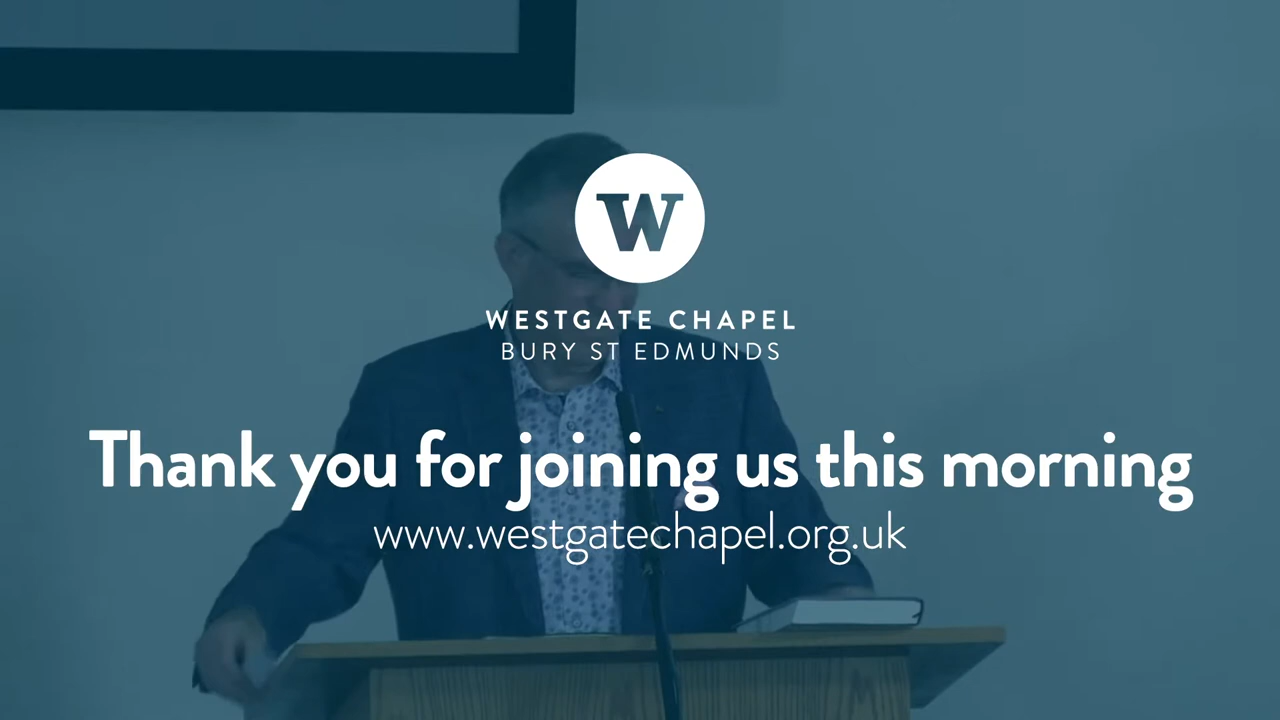 W
WESTGATE CHAPEL
BURY ST EDMUNDS
Thank you for joining us this morning
www.westgatechapel.org.uk